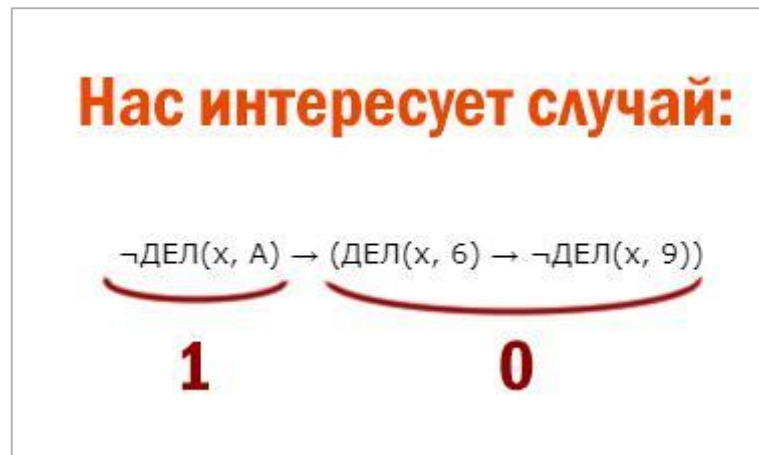 Нас интересует случай:
¬ДЕЛ(x, A) → (ДЕЛ(x, 6) → ¬ДЕЛ(x, 9))
1 0